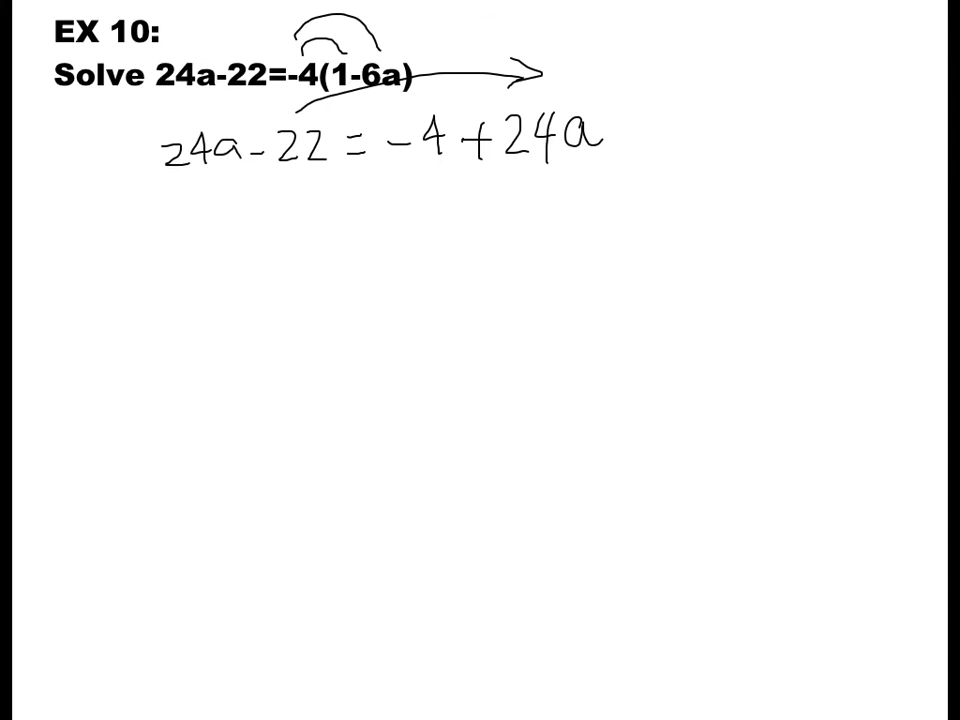 EX 10:
Solve 24a-22=-4(1-6a)
24a - 22 = -4 + 24a